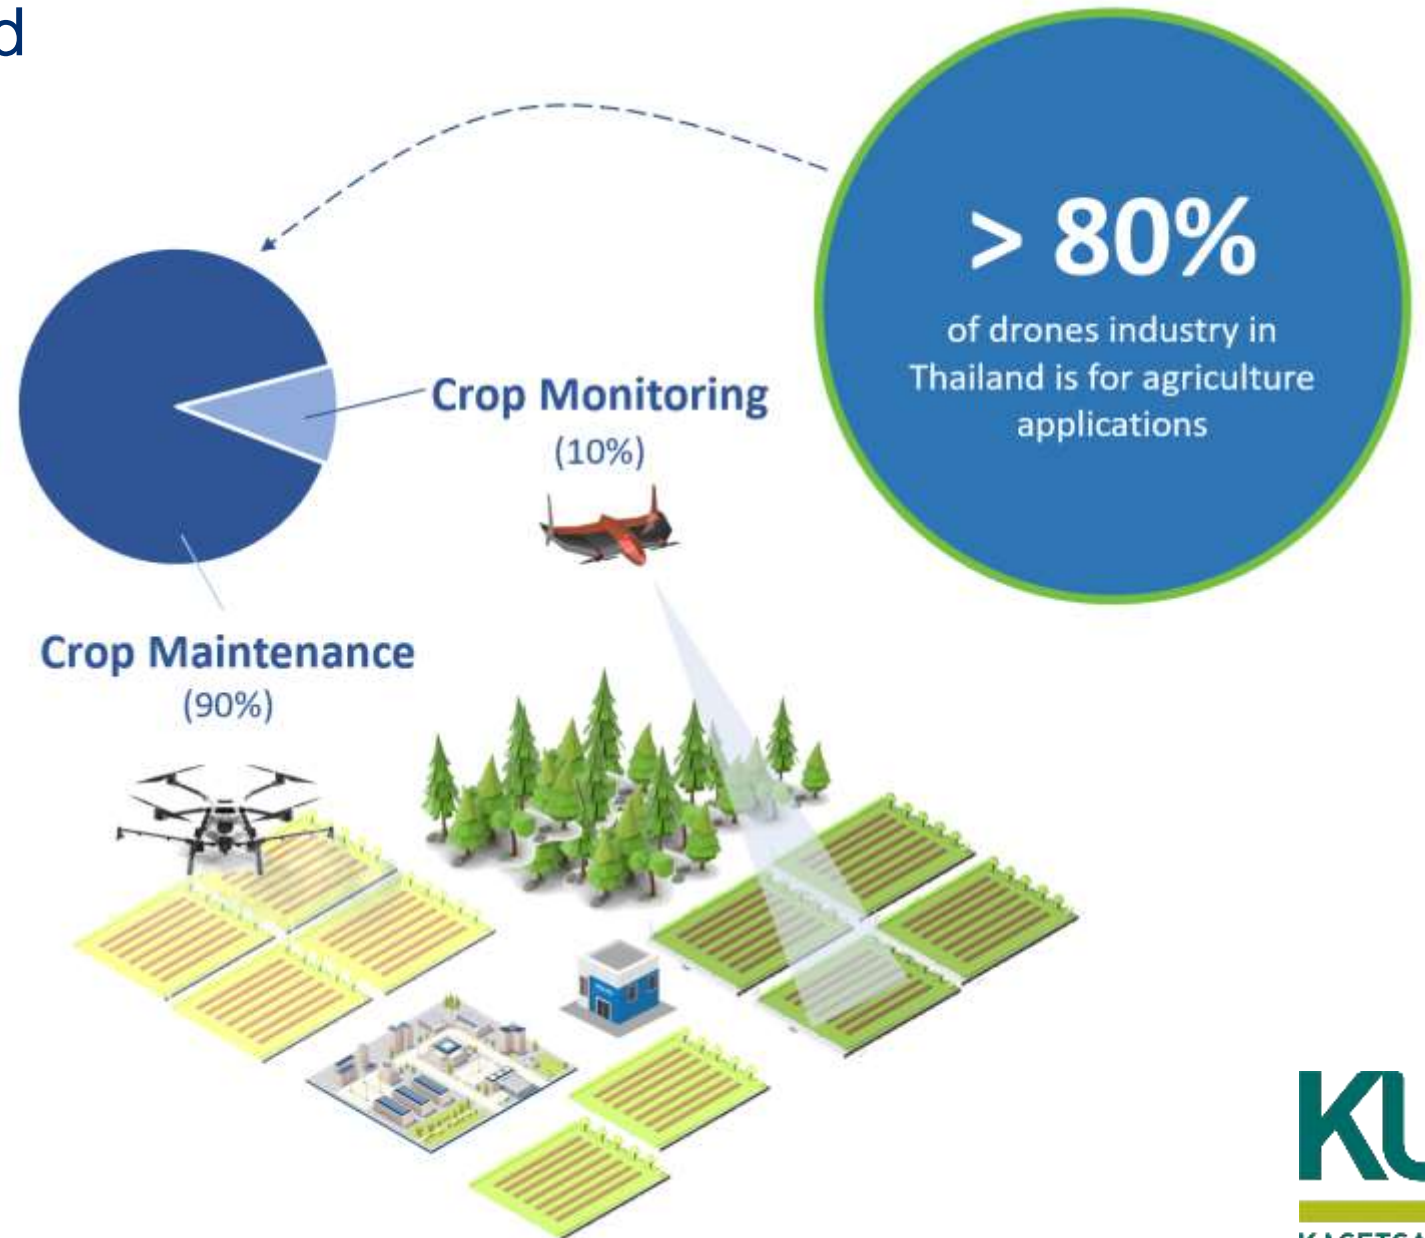 d
> 80%
of drones industry in
Thailand is for agriculture
applications
Crop Monitoring
(10%)
Crop Maintenance
(90%)
KU